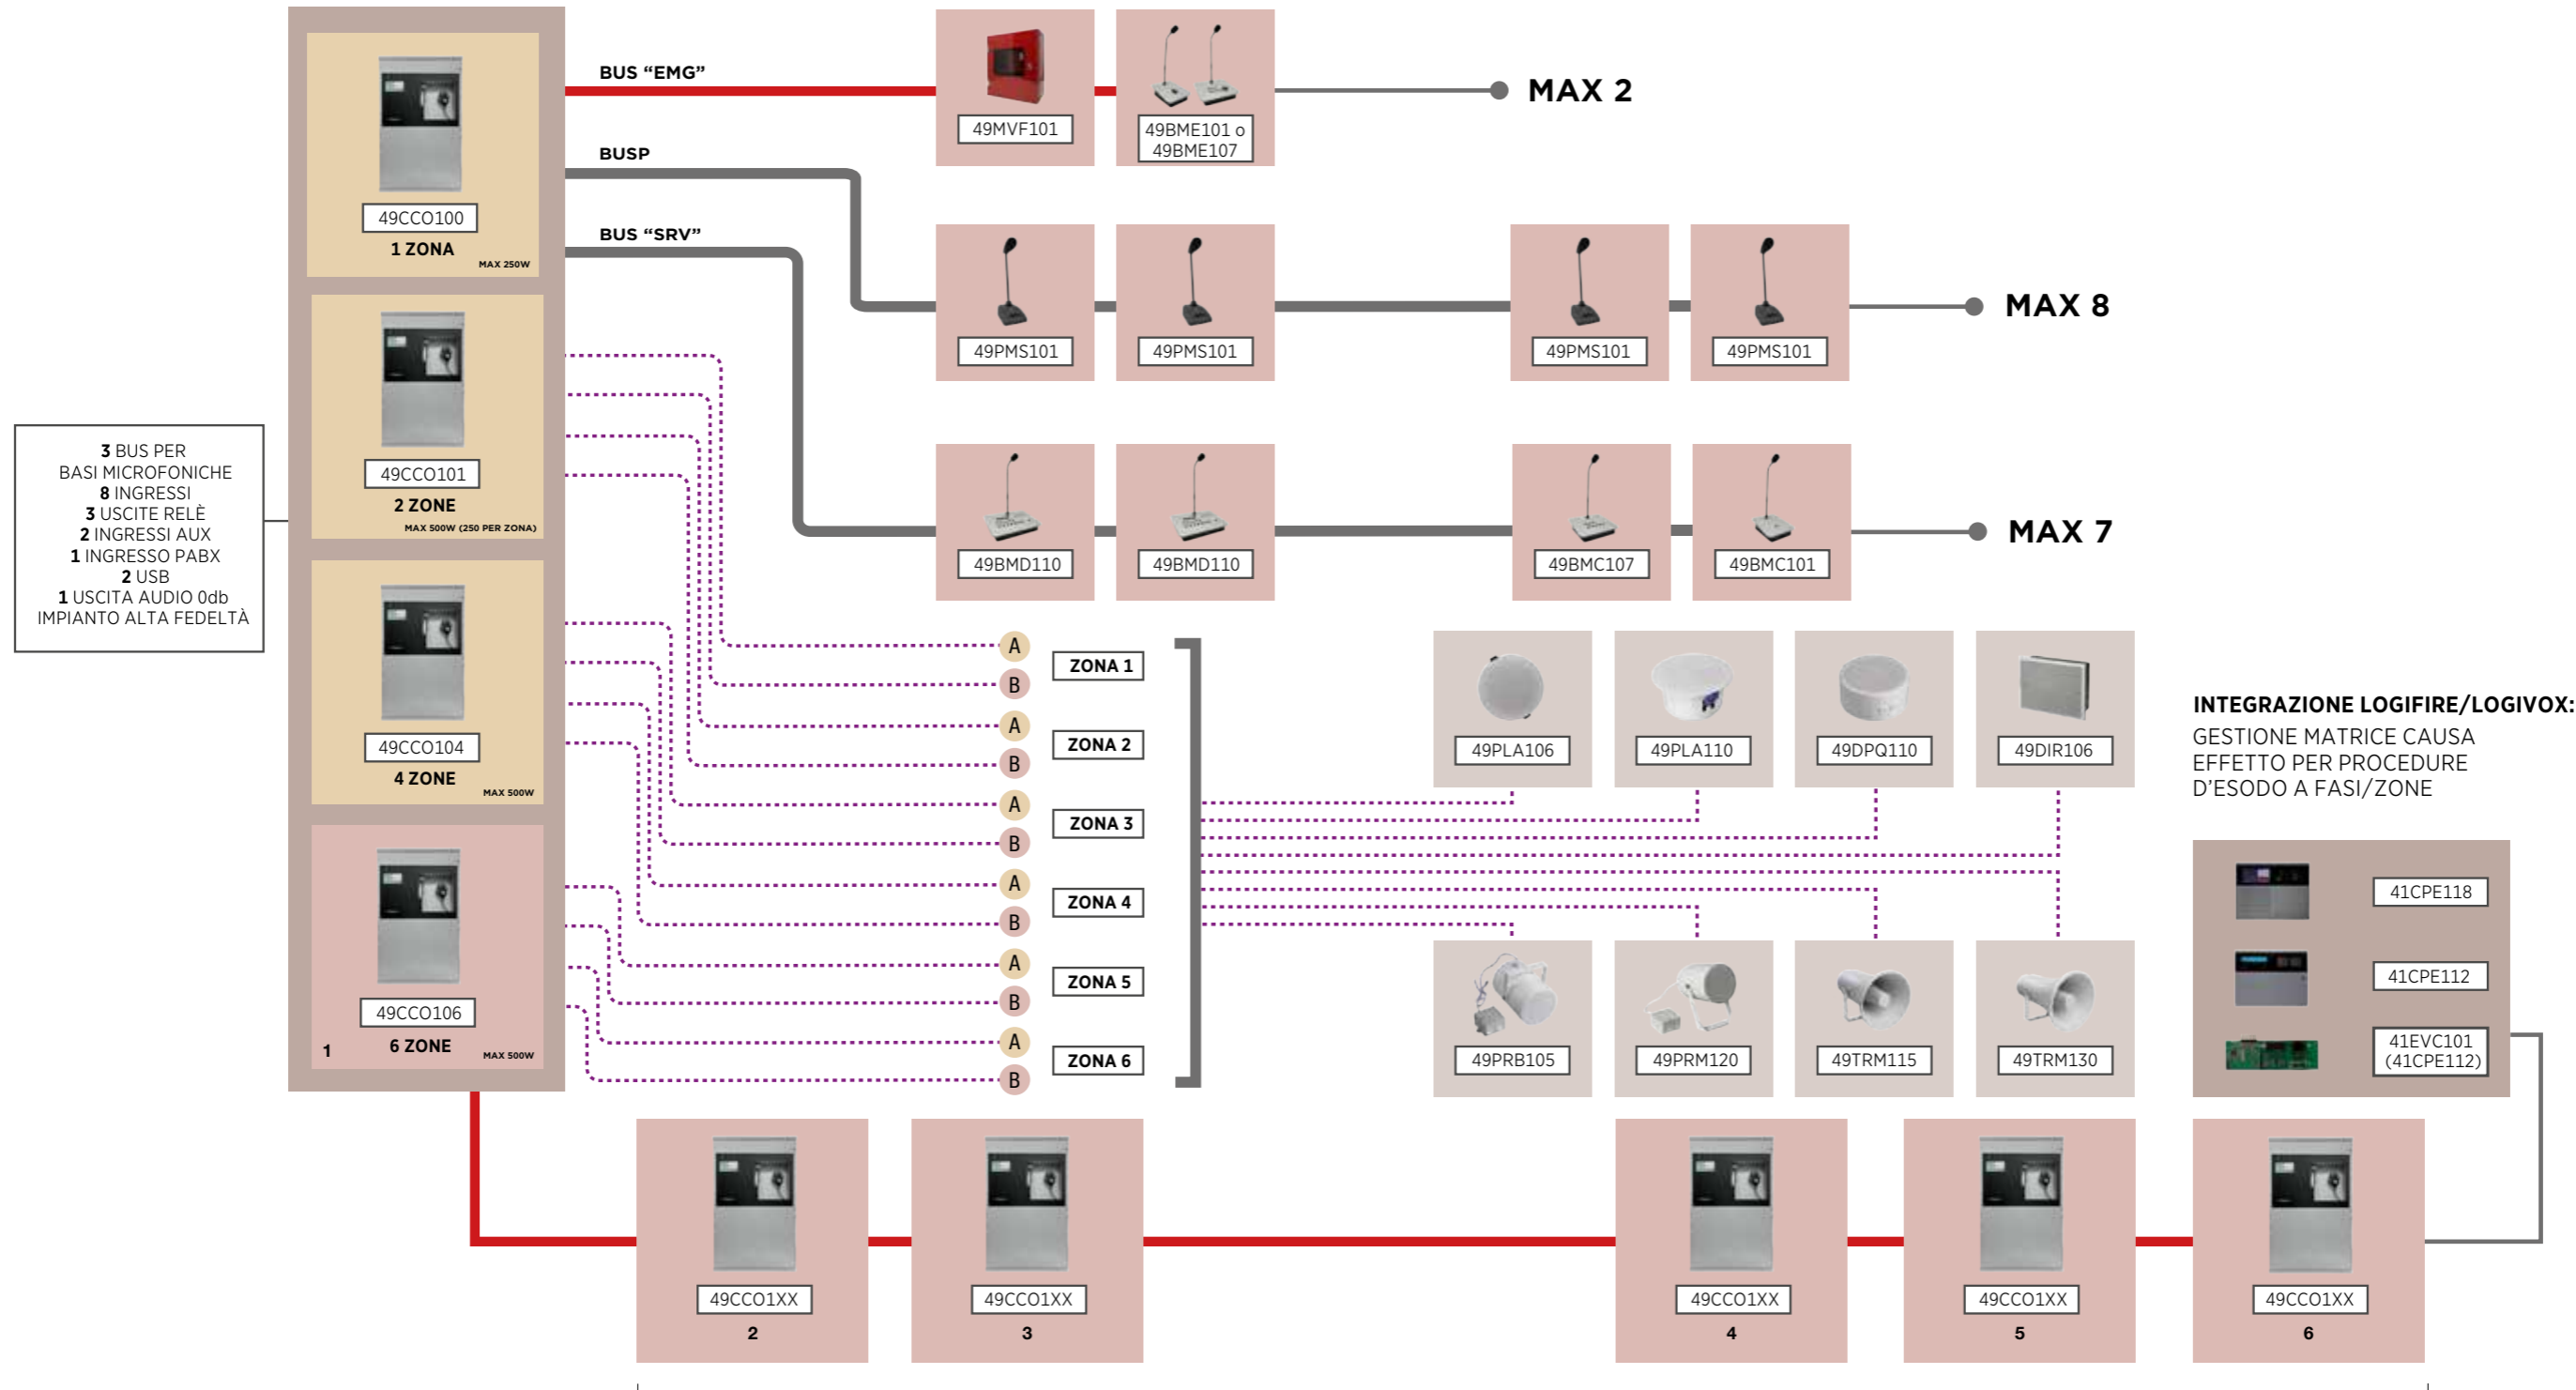 49CCO100
1 ZONA
MAX 250W
49CCO101
2 ZONE
MAX 500W (250 PER ZONA)
49CCO104
4 ZONE
MAX 500W
49CCO106
1
6 ZONE
MAX 500W
3 BUS PER
BASI MICROFONICHE
8 INGRESSI
3 USCITE RELÈ
2 INGRESSI AUX
1 INGRESSO PABX
2 USB
1 USCITA AUDIO 0db
IMPIANTO ALTA FEDELTÀ
BUS “EMG”
49MVF101
49BME101 o
49BME107
MAX 2
BUSP
49PMS101
49PMS101
49PMS101
49PMS101
MAX 8
BUS “SRV”
49BMD110
49BMD110
49BMC107
49BMC101
MAX 7
A
ZONA 1
B
A
ZONA 2
B
A
ZONA 3
B
A
ZONA 4
B
A
ZONA 5
B
A
ZONA 6
B
49PLA106
49PLA110
49DPQ110
49DIR106
49PRB105
49PRM120
49TRM115
49TRM130
INTEGRAZIONE LOGIFIRE/LOGIVOX:
GESTIONE MATRICE CAUSA
EFFETTO PER PROCEDURE
D’ESODO A FASI/ZONE
41CPE118
41CPE112
41EVC101
(41CPE112)
49CCO1XX
2
49CCO1XX
3
49CCO1XX
4
49CCO1XX
5
49CCO1XX
6